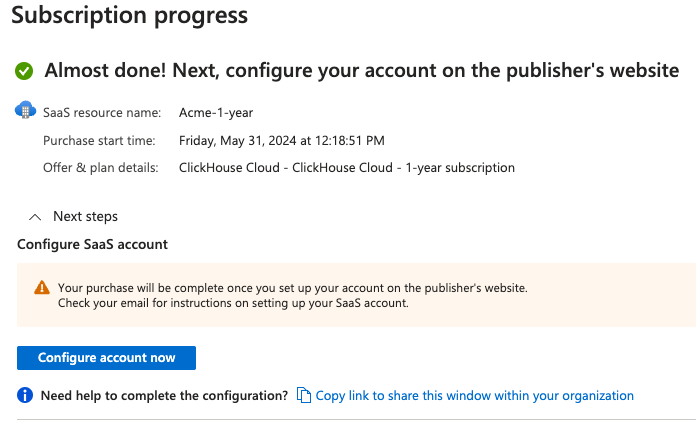 Subscription progress
Almost done! Next, configure your account on the publisher's website
SaaS resource name: Acme-1-year
Purchase start time: Friday, May 31, 2024 at 12:18:51 PM
Offer & plan details: ClickHouse Cloud - ClickHouse Cloud - 1-year subscription
Next steps
Configure SaaS account
Your purchase will be complete once you set up your account on the publisher's website.
Check your email for instructions on setting up your SaaS account.
Configure account now
Need help to complete the configuration? Copy link to share this window within your organization